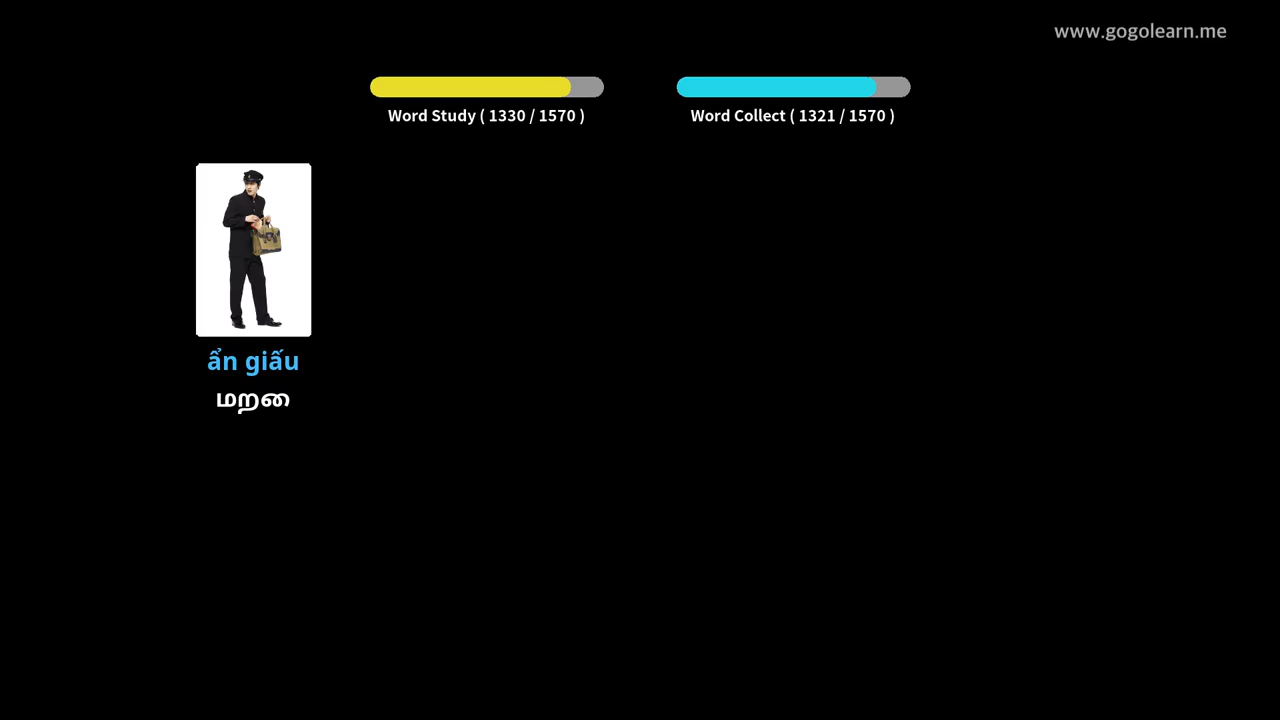 www.gogolearn.me
Word Study ( 1330 / 1570 )
Word Collect ( 1321 / 1570 )
ẩn giấu
மறை